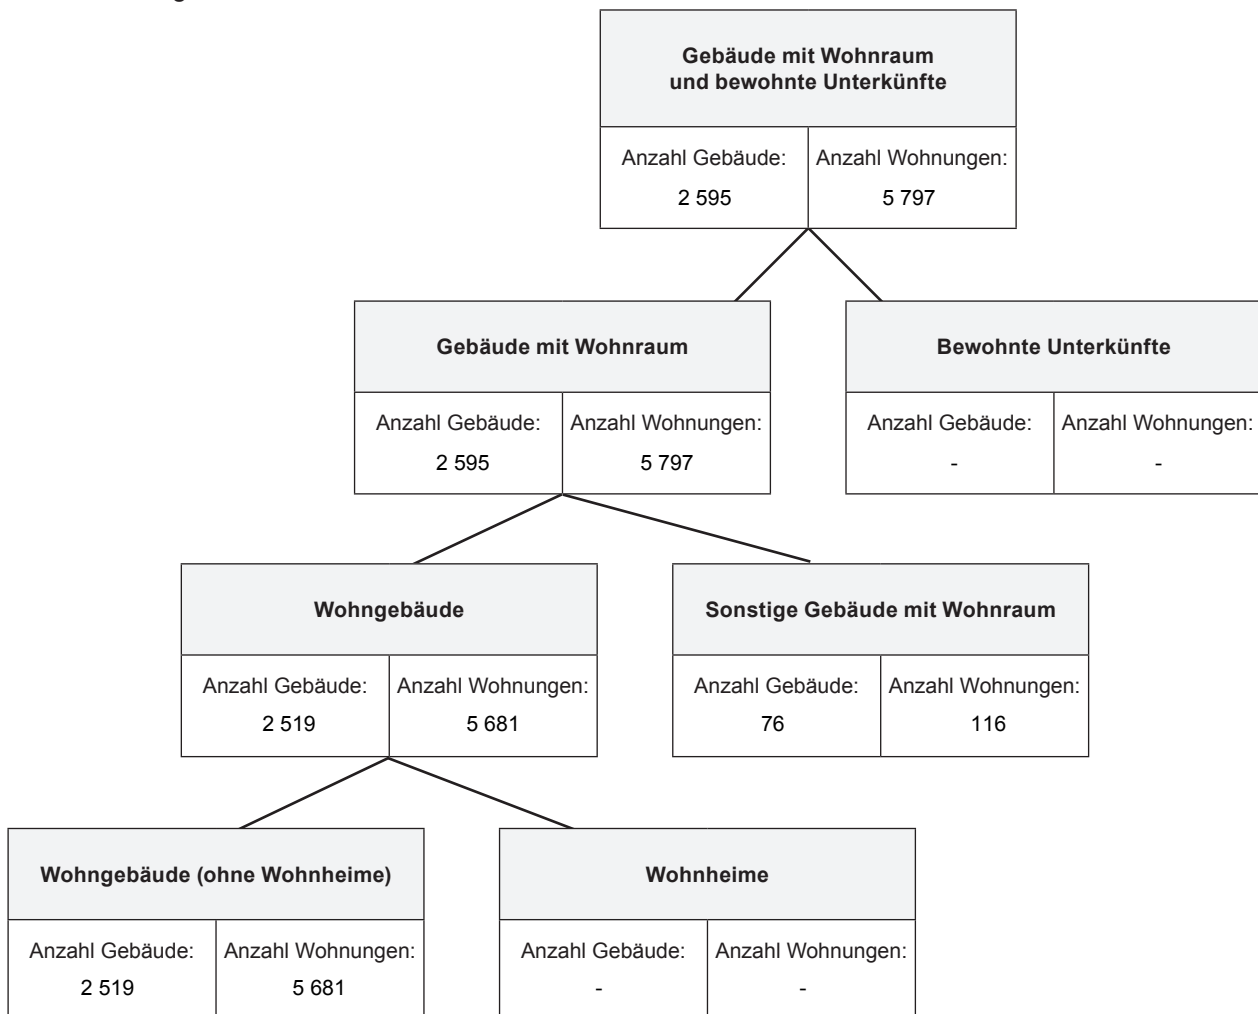 Gebäude mit Wohnraum
und bewohnte Unterkünfte
Anzahl Gebäude: Anzahl Wohnungen:
2 595 5 797
Gebäude mit Wohnraum Bewohnte Unterkünfte
Anzahl Gebäude: Anzahl Wohnungen: Anzahl Gebäude: Anzahl Wohnungen:
2 595 5 797 - -
Wohngebäude Sonstige Gebäude mit Wohnraum
Anzahl Gebäude: Anzahl Wohnungen: Anzahl Gebäude: Anzahl Wohnungen:
2 519 5 681 76 116
Wohngebäude (ohne Wohnheime) Wohnheime
Anzahl Gebäude: Anzahl Wohnungen: Anzahl Gebäude: Anzahl Wohnungen:
2 519 5 681 - -